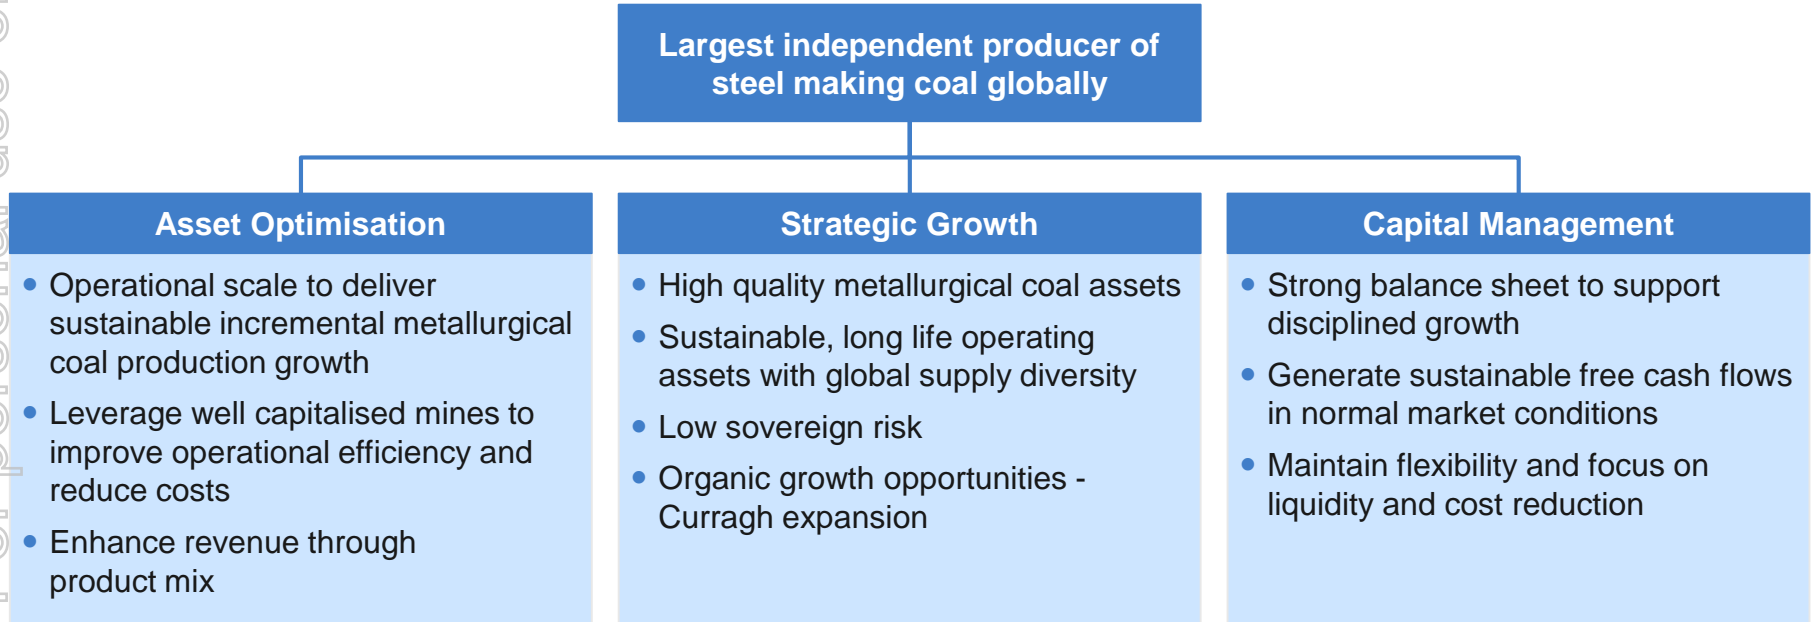 Largest independent producer of
steel making coal globally
Asset Optimisation
• Operational scale to deliver
sustainable incremental metallurgical
coal production growth
• Leverage well capitalised mines to
improve operational efficiency and
reduce costs
• Enhance revenue through
product mix
Strategic Growth
• High quality metallurgical coal assets
• Sustainable, long life operating
assets with global supply diversity
• Low sovereign risk
• Organic growth opportunities -
Curragh expansion
Capital Management
• Strong balance sheet to support
disciplined growth
• Generate sustainable free cash flows
in normal market conditions
• Maintain flexibility and focus on
liquidity and cost reduction